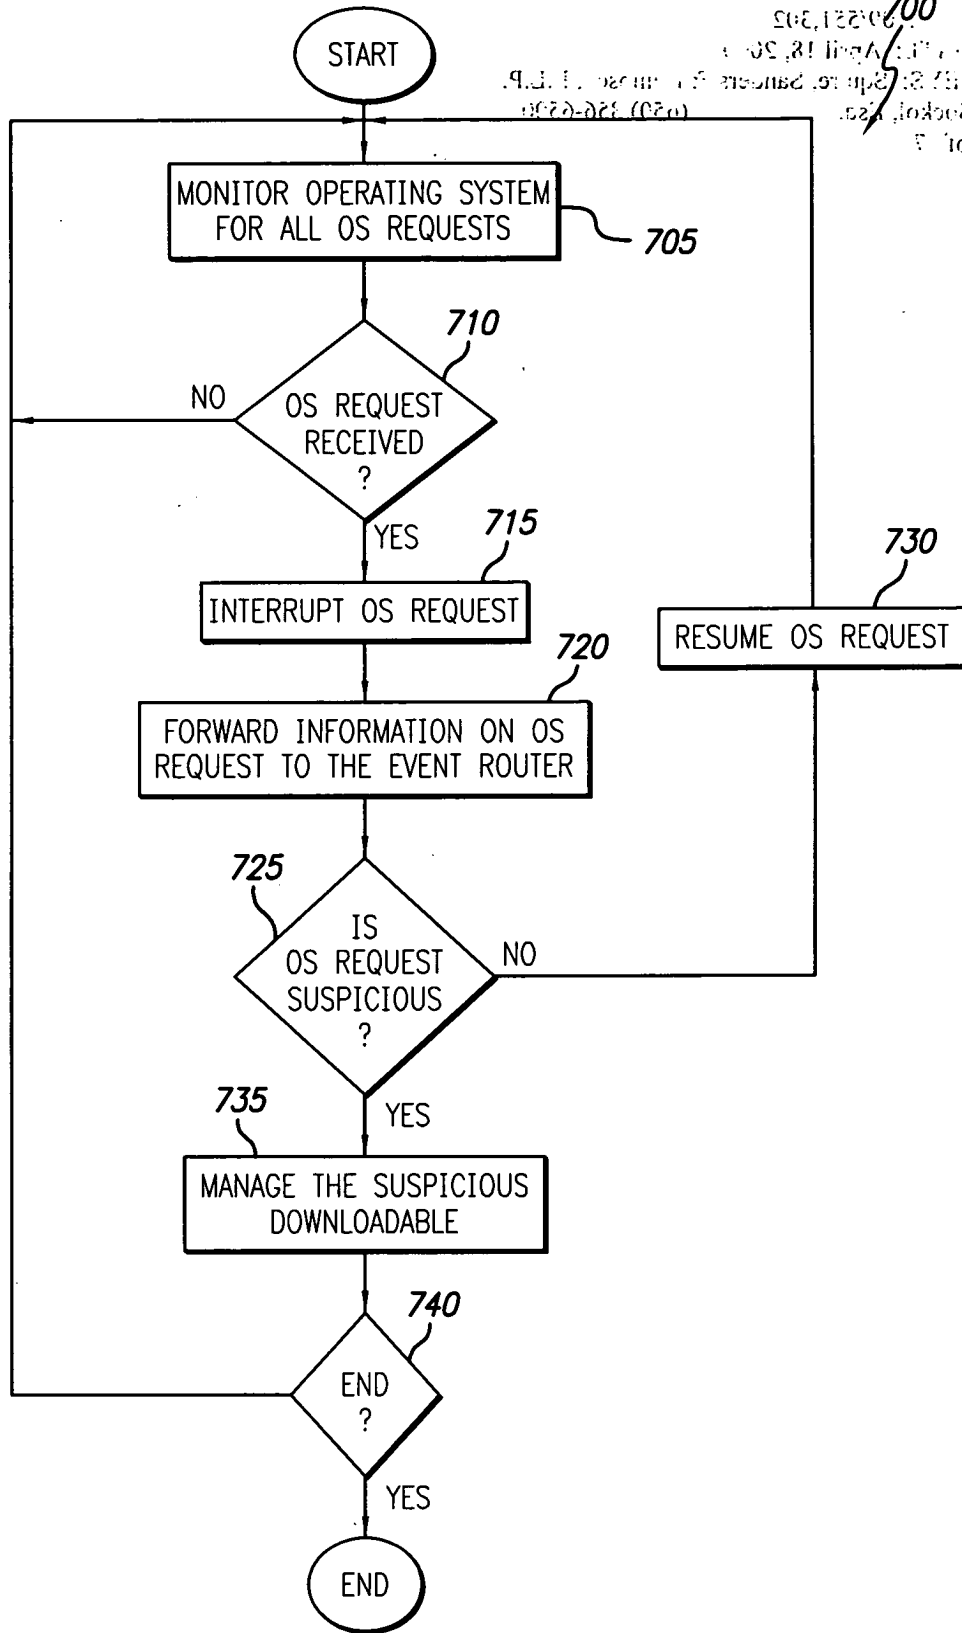 700
START
MONITOR OPERATING SYSTEM
FOR ALL OS REQUESTS
705
710
NO
OS REQUEST
RECEIVED
?
YES
715
INTERRUPT OS REQUEST
730
RESUME OS REQUEST
720
FORWARD INFORMATION ON OS
REQUEST TO THE EVENT ROUTER
725
IS
OS REQUEST
SUSPICIOUS
?
NO
YES
735
MANAGE THE SUSPICIOUS
DOWNLOADABLE
740
END
?
YES
END